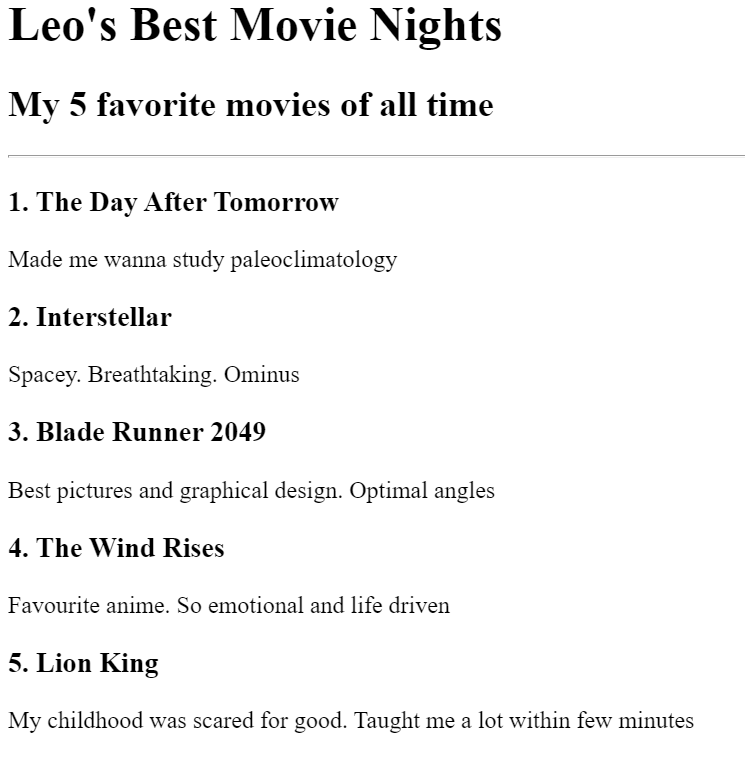 Leo's Best Movie Nights
My 5 favorite movies of all time
1. The Day After Tomorrow
Made me wanna study paleoclimatology
2. Interstellar
Spacey. Breathtaking. Ominus
3. Blade Runner 2049
Best pictures and graphical design. Optimal angles
4. The Wind Rises
Favourite anime. So emotional and life driven
5. Lion King
My childhood was scared for good. Taught me a lot within few minutes